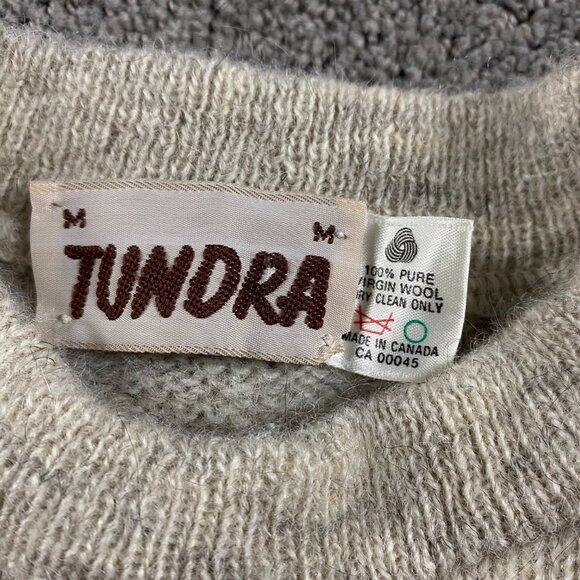 M M
TUNDRA
100% PURE
VIRGIN WOOL
DRY CLEAN ONLY
MADE IN CANADA
CA 00045